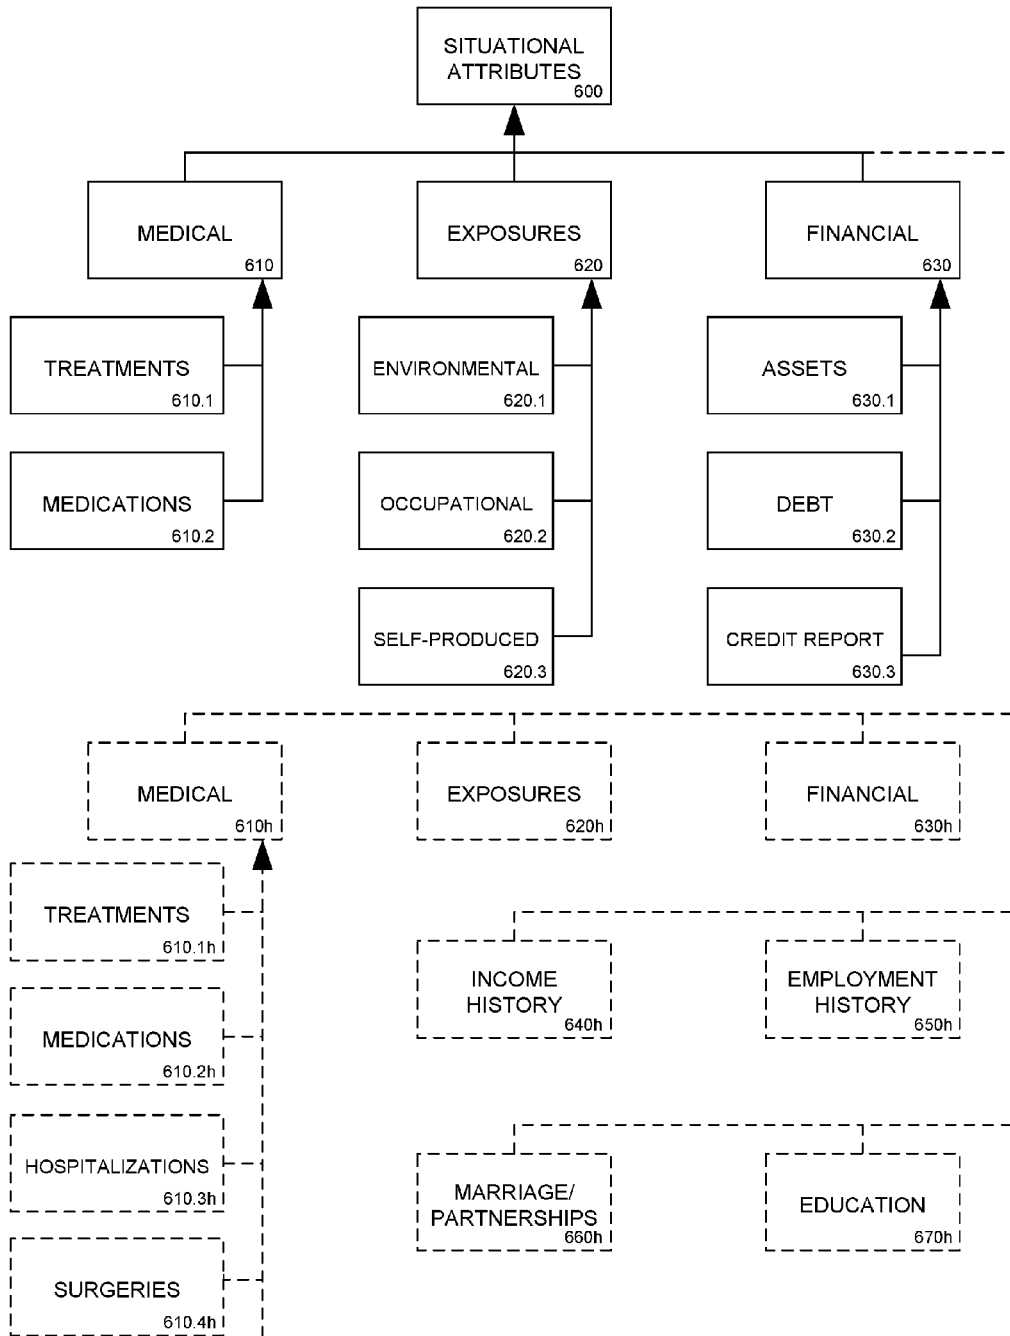 SITUATIONAL
ATTRIBUTES
600
MEDICAL
610
EXPOSURES
620
FINANCIAL
630
TREATMENTS
610.1
ENVIRONMENTAL
620.1
ASSETS
630.1
MEDICATIONS
610.2
OCCUPATIONAL
620.2
DEBT
630.2
SELF-PRODUCED
620.3
CREDIT REPORT
630.3
MEDICAL
610h
EXPOSURES
620h
FINANCIAL
630h
TREATMENTS
610.1h
INCOME
HISTORY
640h
EMPLOYMENT
HISTORY
650h
MEDICATIONS
610.2h
HOSPITALIZATIONS
610.3h
MARRIAGE/
PARTNERSHIPS
660h
EDUCATION
670h
SURGERIES
610.4h